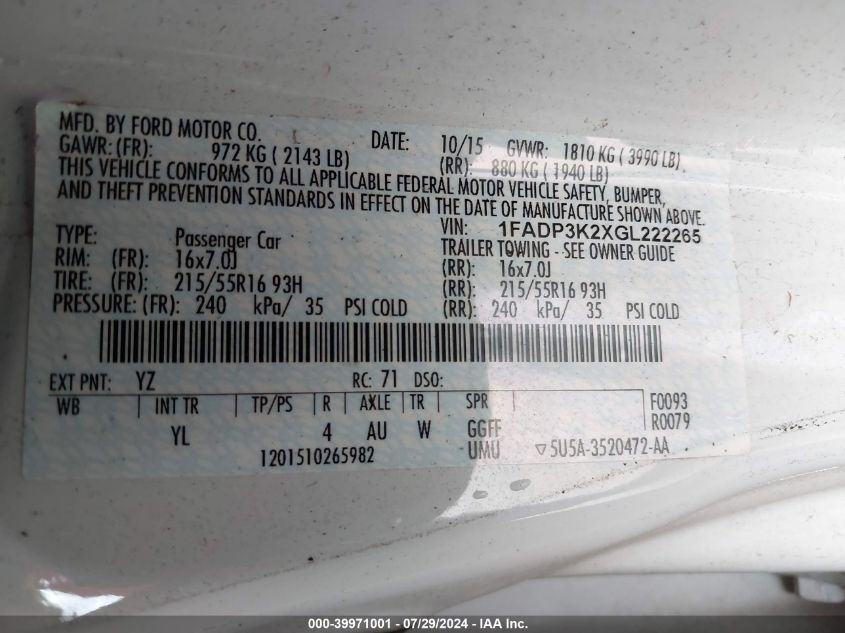 MFD. BY FORD MOTOR CO.
DATE: 10/15 GVWR: 1810 KG ( 3990 LB)
GAWR: (FR): 972 KG ( 2143 LB) (RR): 880 KG ( 1940 LB)
THIS VEHICLE CONFORMS TO ALL APPLICABLE FEDERAL MOTOR VEHICLE SAFETY, BUMPER,
AND THEFT PREVENTION STANDARDS IN EFFECT ON THE DATE OF MANUFACTURE SHOWN ABOVE.
VIN: 1FADP3K2XGL222265
TYPE: Passenger Car TRAILER TOWING - SEE OWNER GUIDE
RIM: (FR): 16x7.0J (RR): 16x7.0J
TIRE: (FR): 215/55R16 93H (RR): 215/55R16 93H
PRESSURE: (FR): 240 kPa/ 35 PSI COLD (RR): 240 kPa/ 35 PSI COLD
EXT PNT: YZ RC: 71 DSO:
WB INT TR TP/PS R AXLE TR SPR F0093
YL 4 AU W GGFF R0079
1201510265982 UMU ▽5U5A-3520472-AA
000-39971001 - 07/29/2024 - IAA Inc.